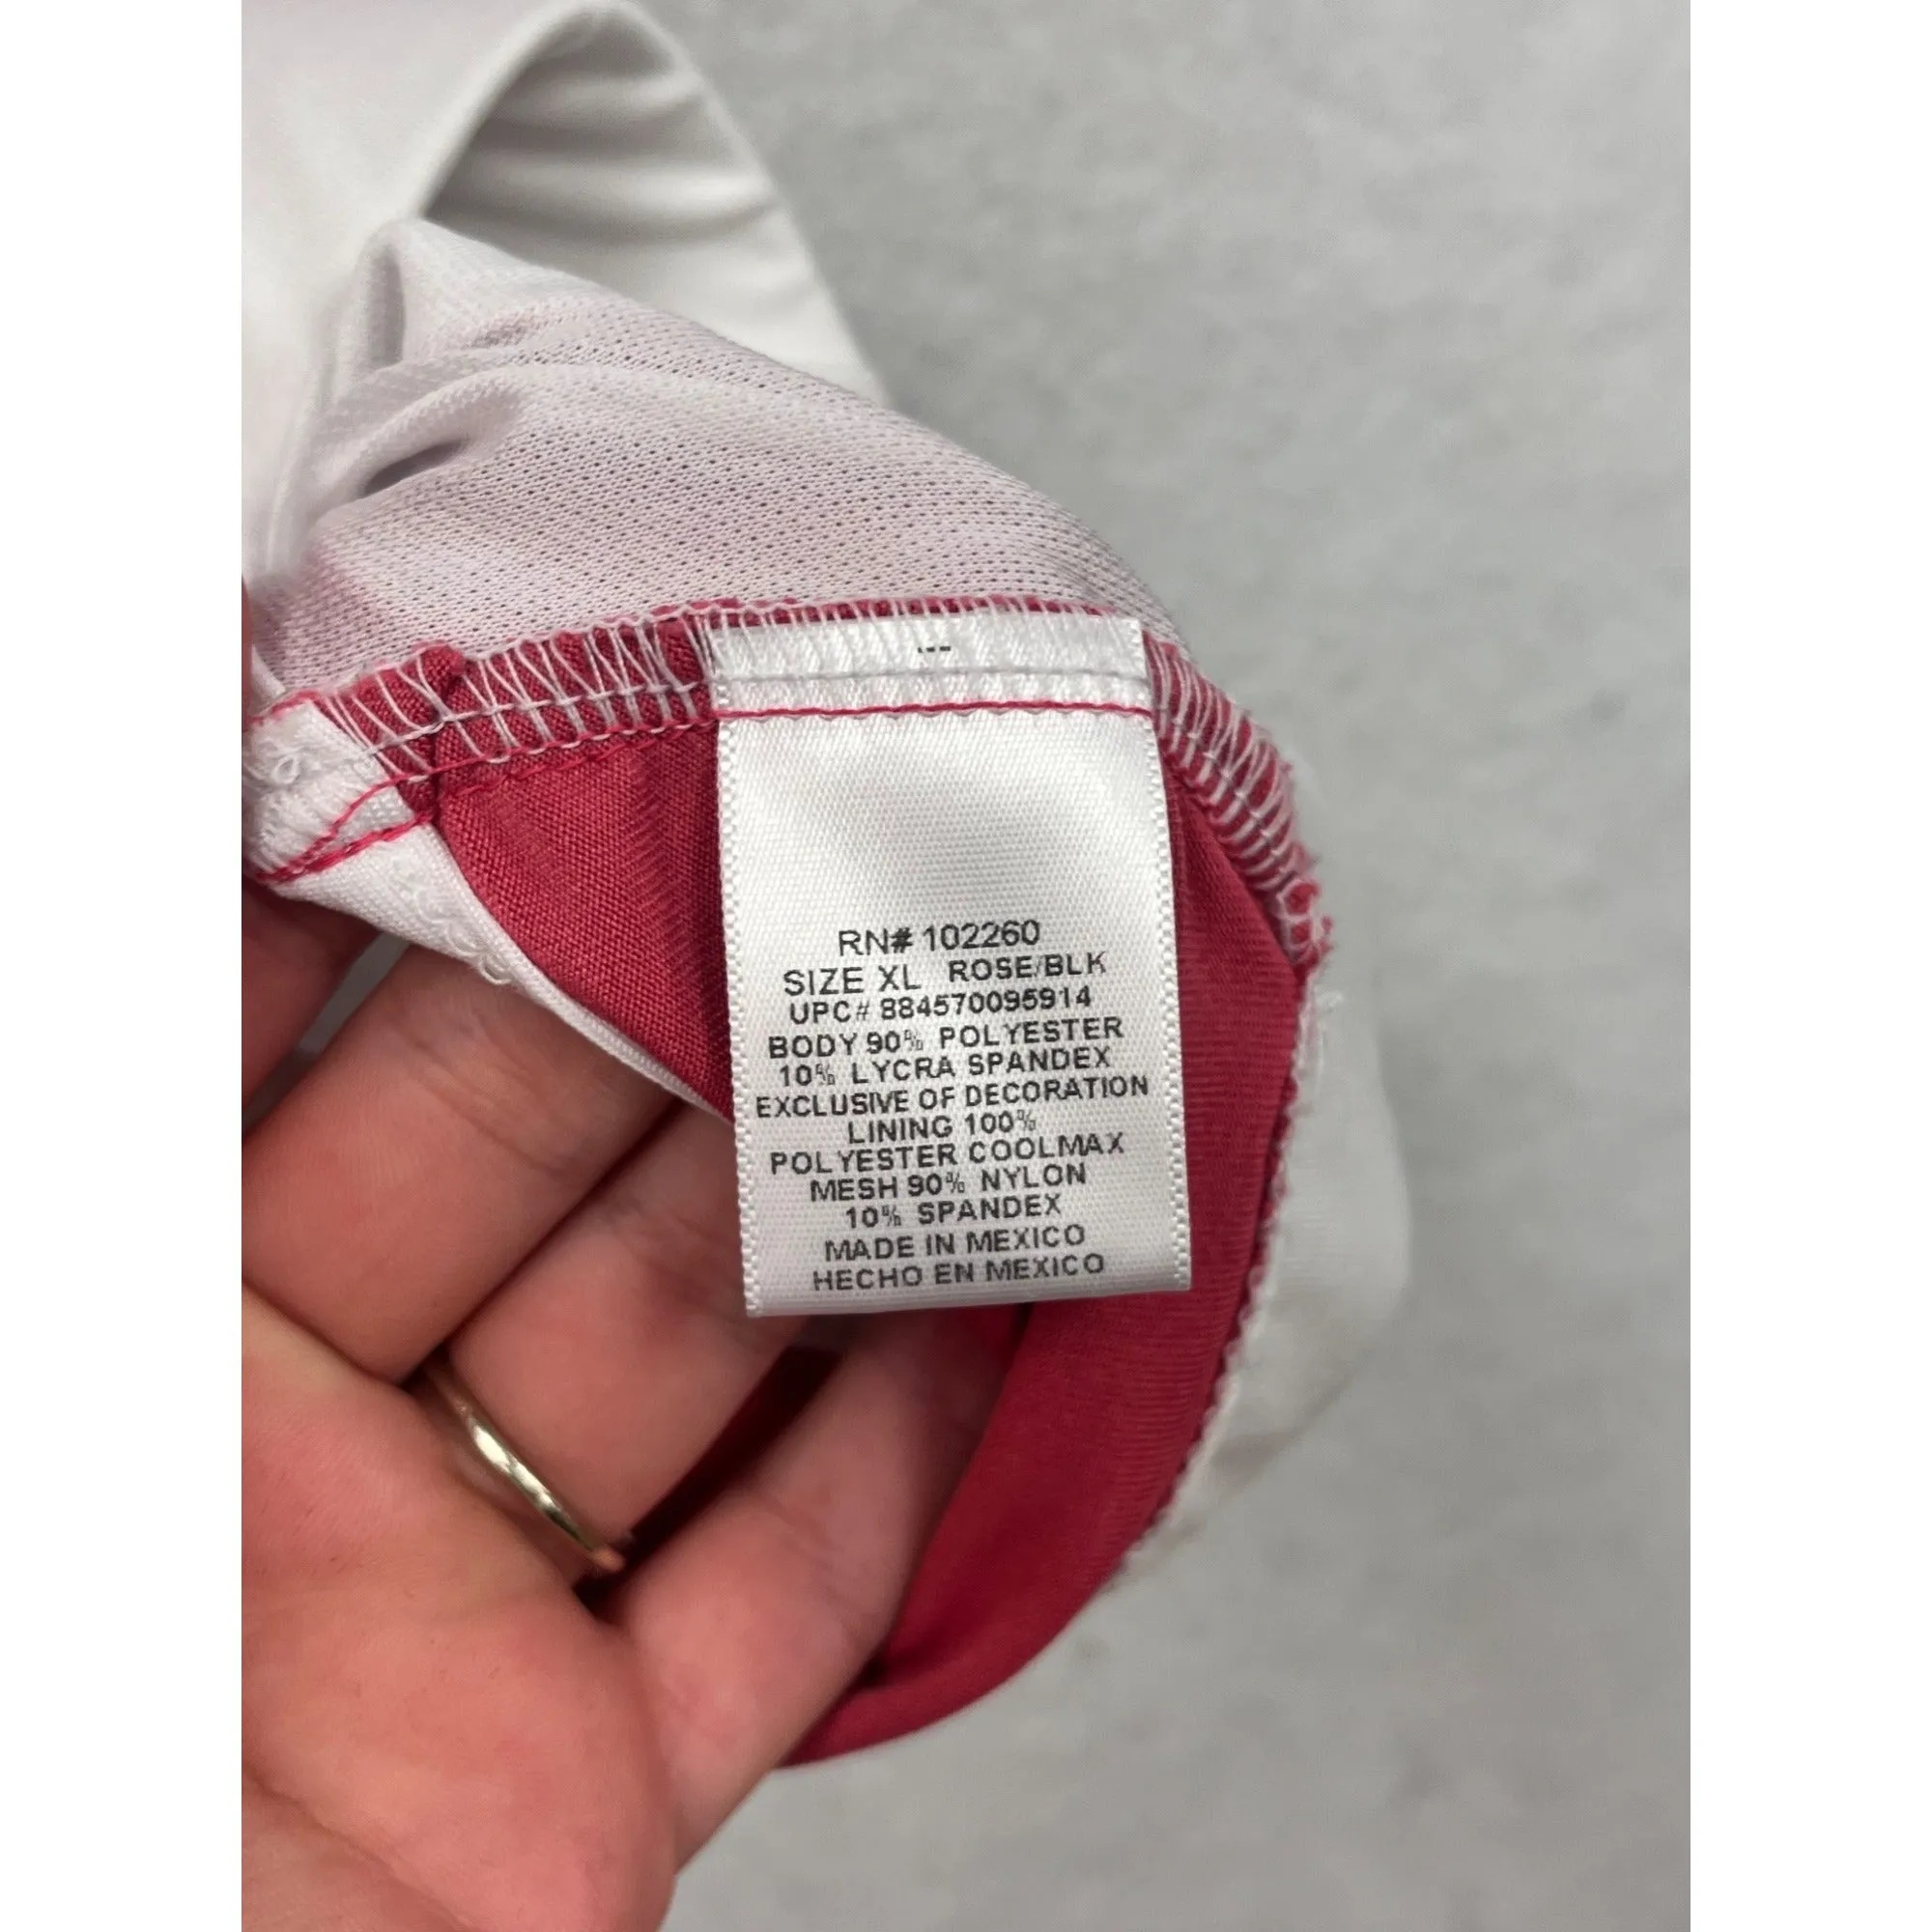 RN# 102260
SIZE XL ROSE/BLK
UPC# 884570095914
BODY 90% POLYESTER
10% LYCRA SPANDEX
EXCLUSIVE OF DECORATION
LINING 100%
POLYESTER COOLMAX
MESH 90% NYLON
10% SPANDEX
MADE IN MEXICO
HECHO EN MEXICO